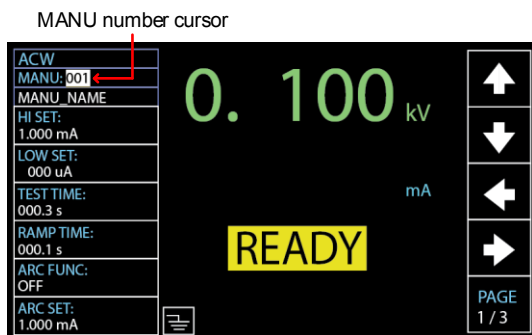 MANU number cursor
ACW
MANU: 001
MANU_NAME
HI SET:
1.000 mA
LOW SET:
000 uA
TEST TIME:
000.3 s
RAMP TIME:
000.1 s
ARC FUNC:
OFF
ARC SET:
1.000 mA
0. 100 kV
mA
READY
PAGE
1 / 3